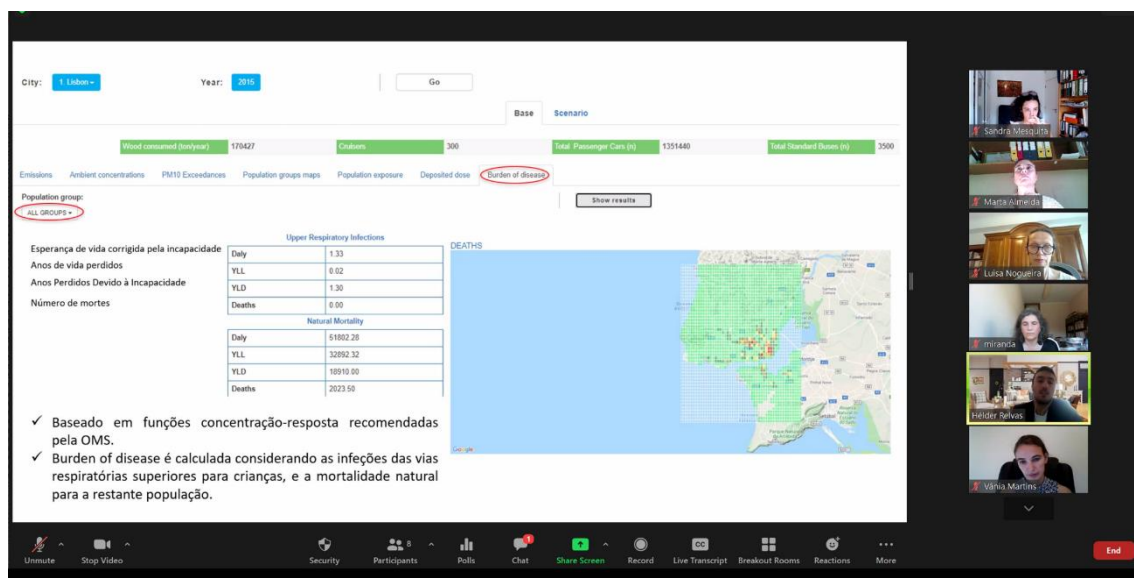 City: 1. Lisbon Year: 2015 Go
Base Scenario
Wood consumed (ton/year) 170427 Cruisers 300 Total Passenger Cars (n) 1351440 Total Standard Buses (n) 3500
Emissions Ambient concentrations PM10 Exceedances Population groups maps Population exposure Deposited dose Burden of disease
Population group:
ALL GROUPS
Show results
Upper Respiratory Infections
Esperança de vida corrigida pela incapacidade Daly 1.33
Anos de vida perdidos YLL 0.02
Anos Perdidos Devido à Incapacidade YLD 1.30
Número de mortes Deaths 0.00
Natural Mortality
Daly 51802.28
YLL 32892.32
YLD 18910.00
Deaths 2023.50
DEATHS
Google
✓ Baseado em funções concentração-resposta recomendadas
pela OMS.
✓ Burden of disease é calculada considerando as infeções das vias
respiratórias superiores para crianças, e a mortalidade natural
para a restante população.
Sandra Mesquita
Marta Almeida
Luísa Nogueira
miranda
Hélder Relvas
Vânia Martins
Unmute Stop Video Security Participants 8 Polls Chat 1 Share Screen Record Live Transcript Breakout Rooms Reactions More End